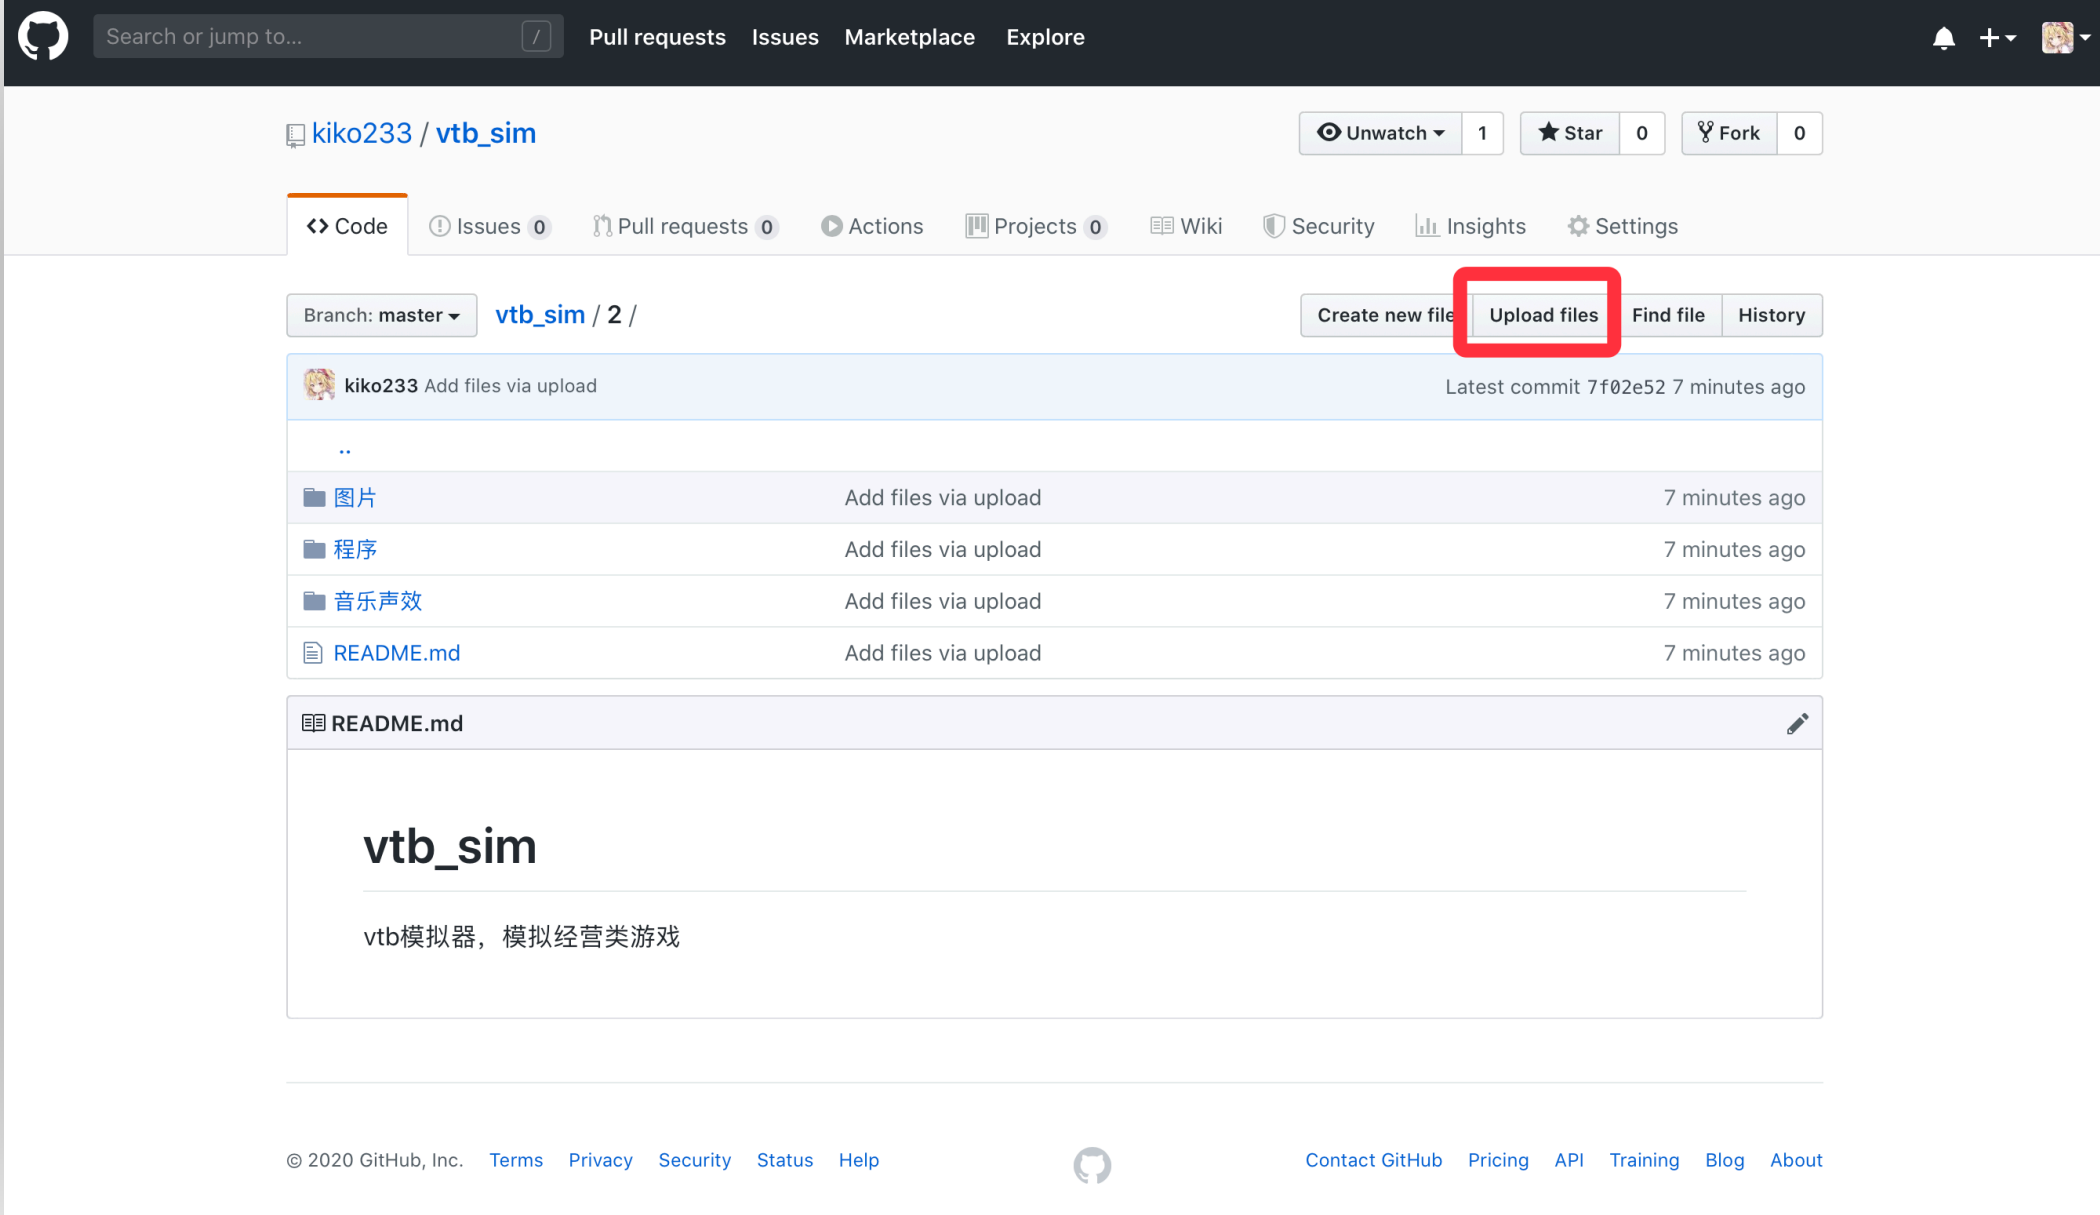 Search or jump to... / Pull requests Issues Marketplace Explore
kiko233 / vtb_sim Unwatch 1 Star 0 Fork 0
Code Issues 0 Pull requests 0 Actions Projects 0 Wiki Security Insights Settings
Branch: master vtb_sim / 2 / Create new file Upload files Find file History
kiko233 Add files via upload Latest commit 7f02e52 7 minutes ago
..
图片 Add files via upload 7 minutes ago
程序 Add files via upload 7 minutes ago
音乐声效 Add files via upload 7 minutes ago
README.md Add files via upload 7 minutes ago
README.md
vtb_sim
vtb模拟器，模拟经营类游戏
© 2020 GitHub, Inc. Terms Privacy Security Status Help Contact GitHub Pricing API Training Blog About